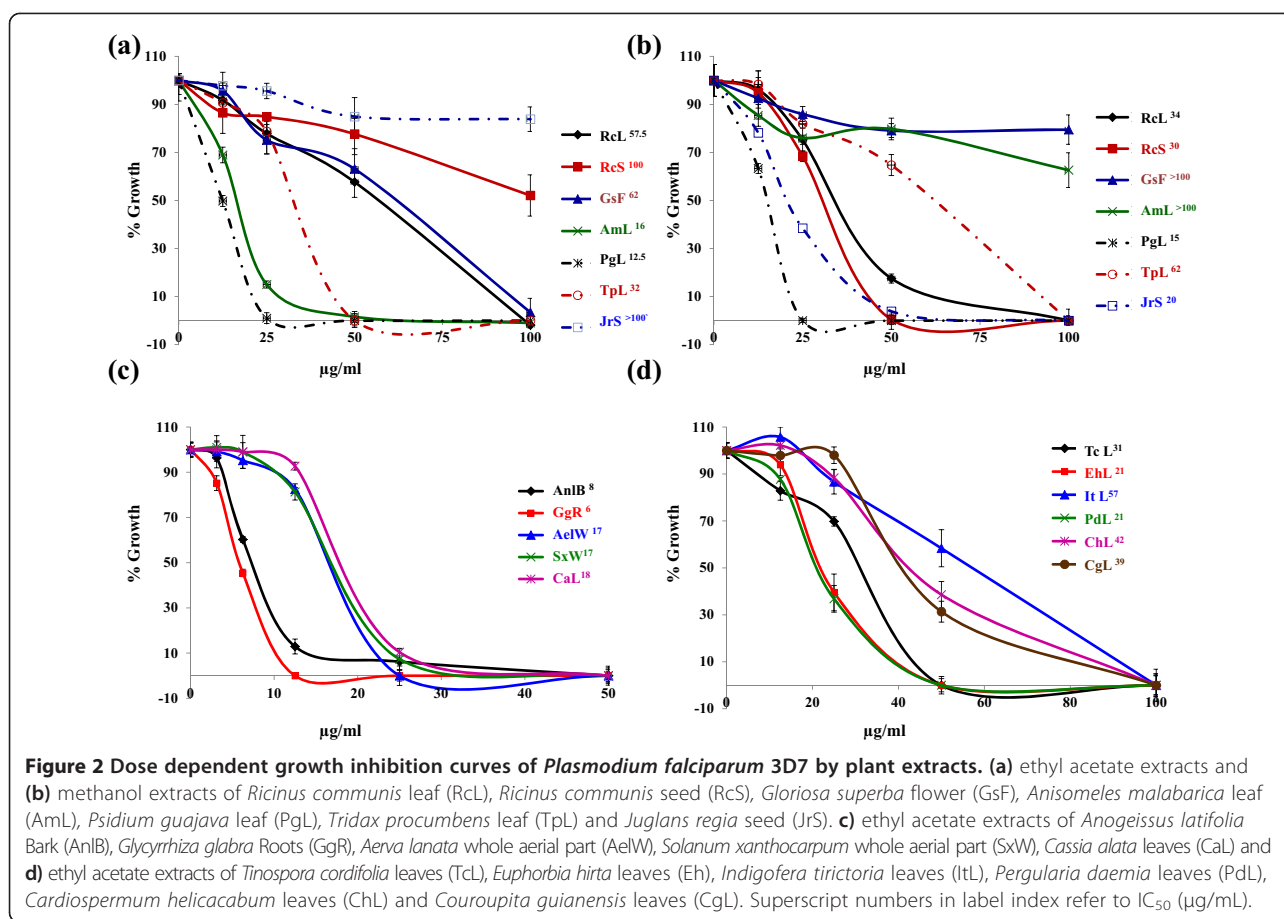 (a)
110
90
70
50
30
10
-10
% Growth
0 25 50 75 100
µg/ml
RcL 57.5
RcS 100
GsF 62
AmL 16
PgL 12.5
TpL 32
JrS >100
(b)
110
90
70
50
30
10
-10
% Growth
0 25 50 75 100
µg/ml
RcL 34
RcS 30
GsF >100
AmL >100
PgL 15
TpL 62
JrS 20
(c)
110
90
70
50
30
10
-10
% Growth
0 10 20 30 40 50
µg/ml
AnlB 8
GgR 6
AelW 17
SxW17
CaL18
(d)
110
90
70
50
30
10
-10
% Growth
0 20 40 60 80 100
µg/ml
Tc L31
EhL 21
It L57
PdL 21
ChL 42
CgL 39
Figure 2 Dose dependent growth inhibition curves of Plasmodium falciparum 3D7 by plant extracts. (a) ethyl acetate extracts and
(b) methanol extracts of Ricinus communis leaf (RcL), Ricinus communis seed (RcS), Gloriosa superba flower (GsF), Anisomeles malabarica leaf
(AmL), Psidium guajava leaf (PgL), Tridax procumbens leaf (TpL) and Juglans regia seed (JrS). c) ethyl acetate extracts of Anogeissus latifolia
Bark (AnlB), Glycyrrhiza glabra Roots (GgR), Aerva lanata whole aerial part (AelW), Solanum xanthocarpum whole aerial part (SxW), Cassia alata leaves (CaL) and
d) ethyl acetate extracts of Tinospora cordifolia leaves (TcL), Euphorbia hirta leaves (Eh), Indigofera tirictoria leaves (ItL), Pergularia daemia leaves (PdL),
Cardiospermum helicacabum leaves (ChL) and Couroupita guianensis leaves (CgL). Superscript numbers in label index refer to IC50 (µg/mL).